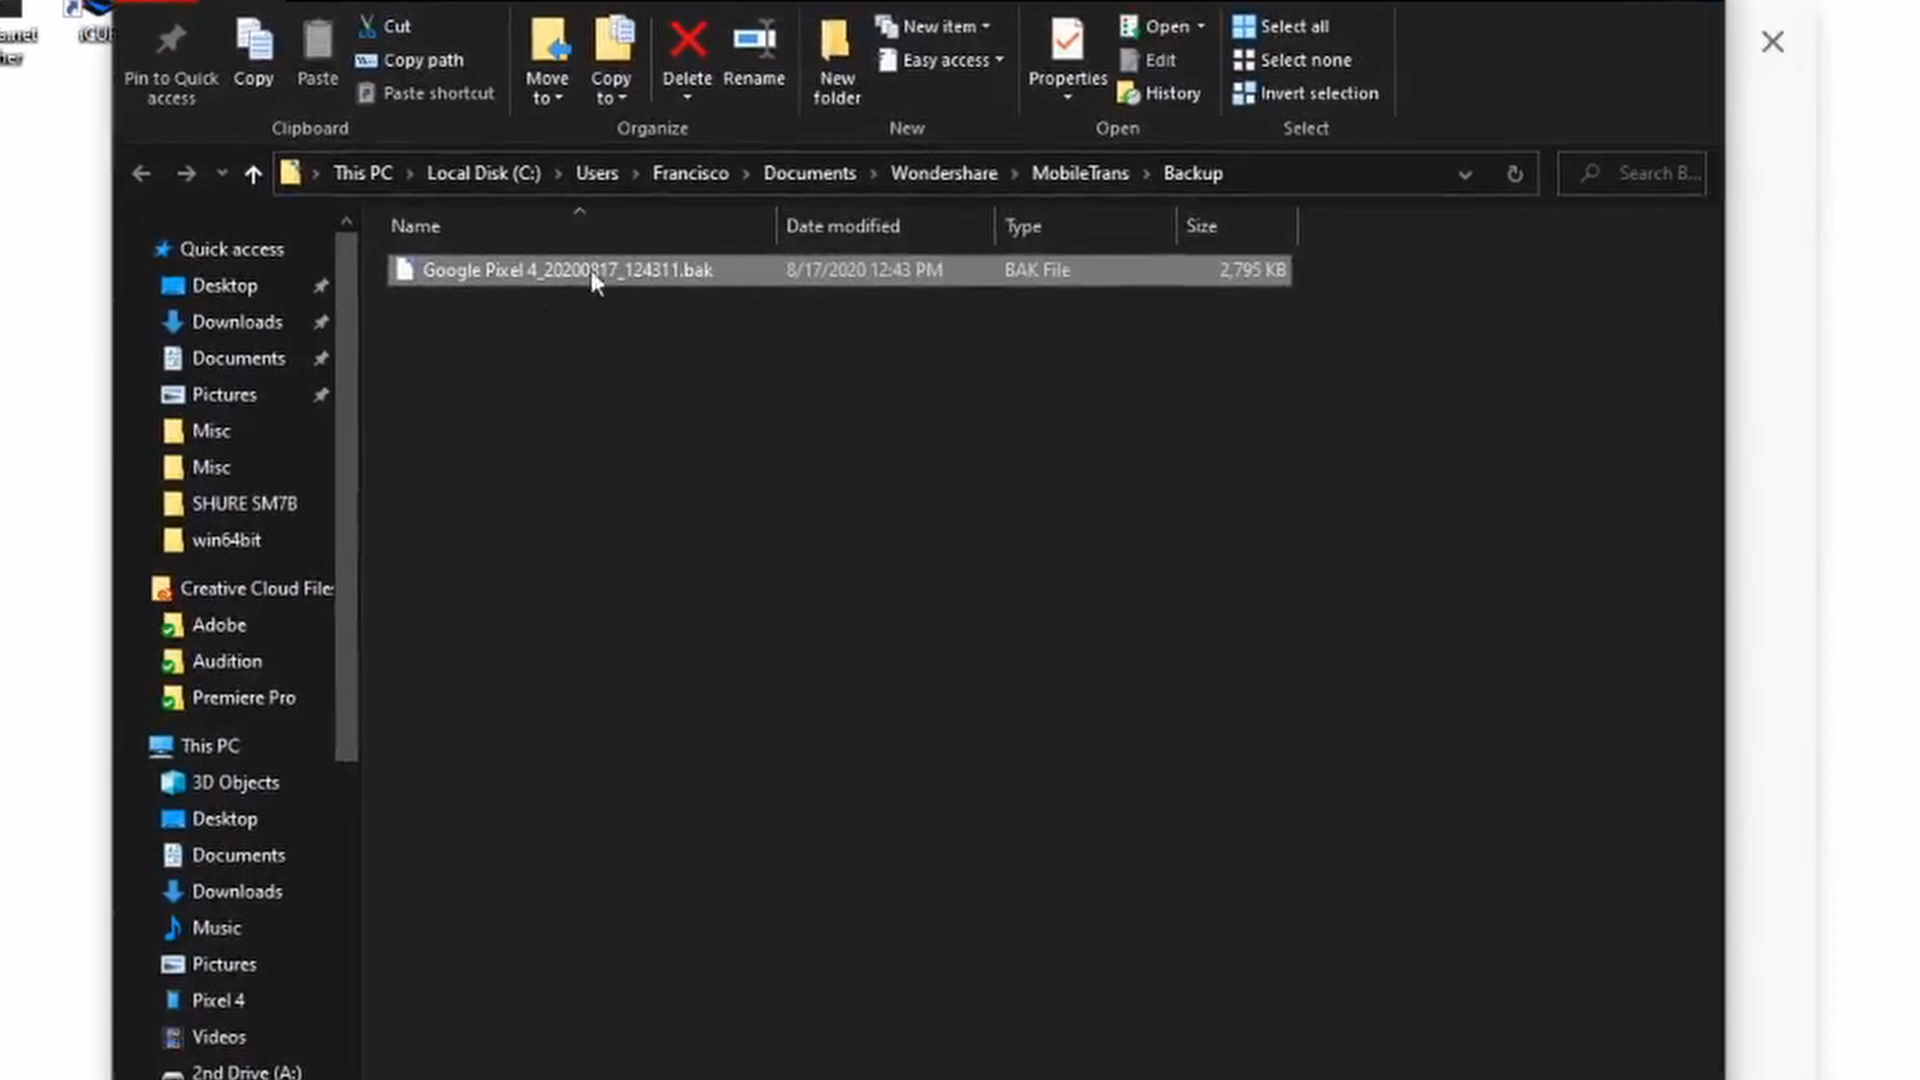 iCUE
Pin to Quick access
Copy
Paste
Cut
Copy path
Paste shortcut
Clipboard
Move to
Copy to
Delete
Rename
Organize
New folder
New item
Easy access
New
Properties
Open
Edit
History
Open
Select all
Select none
Invert selection
Select
This PC > Local Disk (C:) > Users > Francisco > Documents > Wondershare > MobileTrans > Backup
Search B...
Name Date modified Type Size
Google Pixel 4_20200817_124311.bak 8/17/2020 12:43 PM BAK File 2,795 KB
Quick access
Desktop
Downloads
Documents
Pictures
Misc
Misc
SHURE SM7B
win64bit
Creative Cloud Files
Adobe
Audition
Premiere Pro
This PC
3D Objects
Desktop
Documents
Downloads
Music
Pictures
Pixel 4
Videos
2nd Drive (A:)